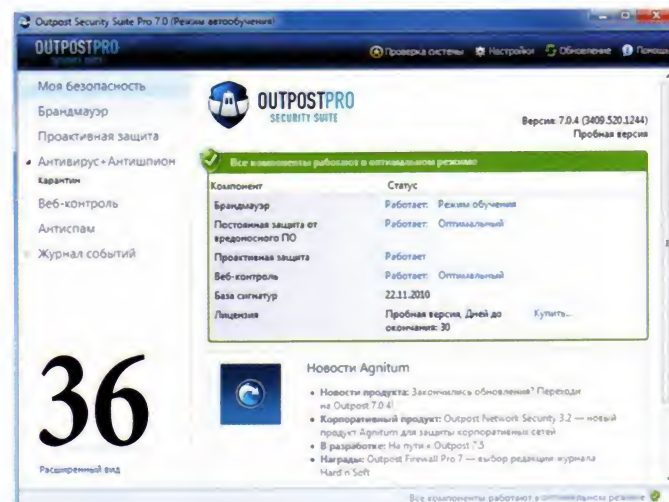 Outpost Security Suite Pro 7.0 (Режим автообучения)
OUTPOSTPRO
SECURITY SUITE
Проверка системы Настройки Обновление Помощь
Моя безопасность
Брандмауэр
Проактивная защита
Антивирус+Антишпион
Карантин
Веб-контроль
Антиспам
Журнал событий
36
Расширенный вид
OUTPOSTPRO
SECURITY SUITE
Версия: 7.0.4 (3409.520.1244)
Пробная версия
Все компоненты работают в оптимальном режиме
Компонент Статус
Брандмауэр Работает: Режим обучения
Постоянная защита от Работает: Оптимальный
вредоносного ПО
Проактивная защита Работает
Веб-контроль Работает: Оптимальный
База сигнатур 22.11.2010
Лицензия Пробная версия, Дней до Купить...
окончания: 30
Новости Agnitum
• Новости продукта: Закончились обновления? Переходи
на Outpost 7.0.4!
• Корпоративный продукт: Outpost Network Security 3.2 — новый
продукт Agnitum для защиты корпоративных сетей
• В разработке: На пути к Outpost 7.5
• Награды: Outpost Firewall Pro 7 — выбор редакции журнала
Hard'n'Soft
Все компоненты работают в оптимальном режиме